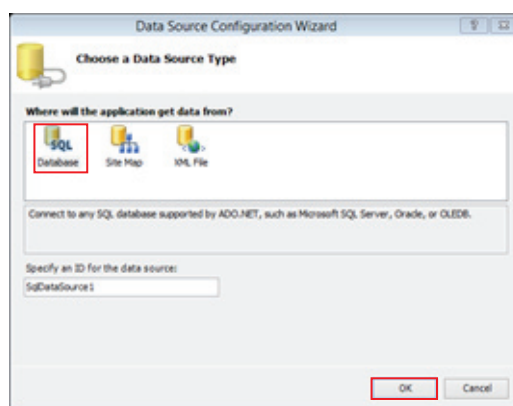 Data Source Configuration Wizard
Choose a Data Source Type
Where will the application get data from?
SQL
Database
Site Map
XML File
Connect to any SQL database supported by ADO.NET, such as Microsoft SQL Server, Oracle, or OLEDB.
Specify an ID for the data source:
SqlDataSource1
OK
Cancel